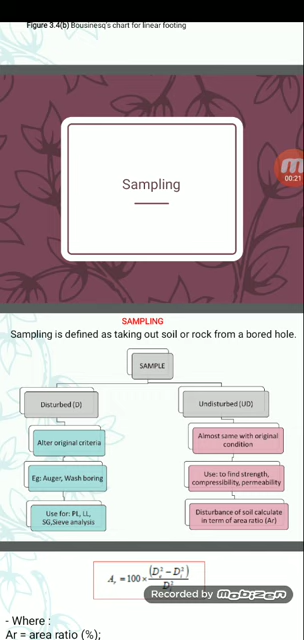 Figure 3.4(b) Bousinesq's chart for linear footing
Sampling
00:21
SAMPLING
Sampling is defined as taking out soil or rock from a bored hole.
SAMPLE
Disturbed (D)
Undisturbed (UD)
Alter original criteria
Almost same with original
condition
Eg: Auger, Wash boring
Use: to find strength,
compressibility, permeability
Use for: PL, LL,
SG,Sieve analysis
Disturbance of soil calculate
in term of area ratio (Ar)
Recorded by mobizen
- Where :
Ar = area ratio (%);